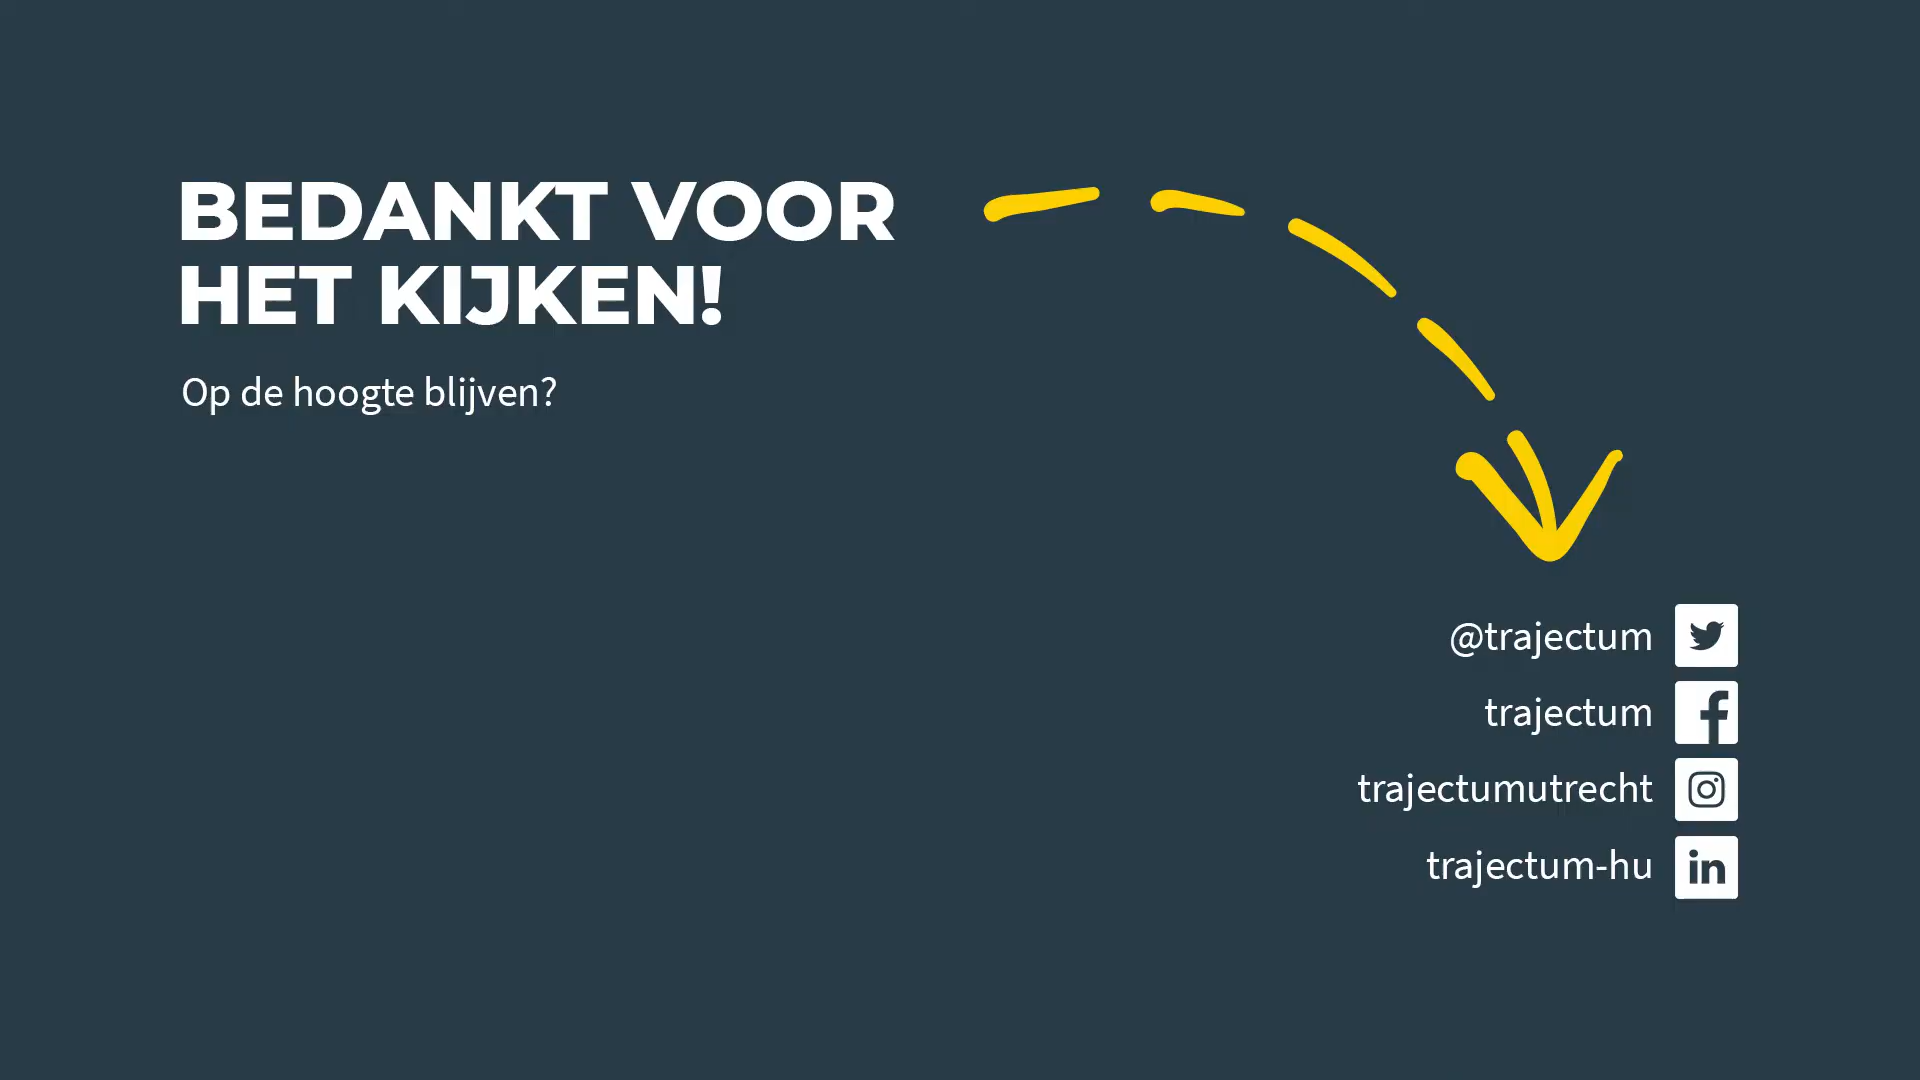 BEDANKT VOOR
HET KIJKEN!
Op de hoogte blijven?
@trajectum
trajectum
trajectumutrecht
trajectum-hu